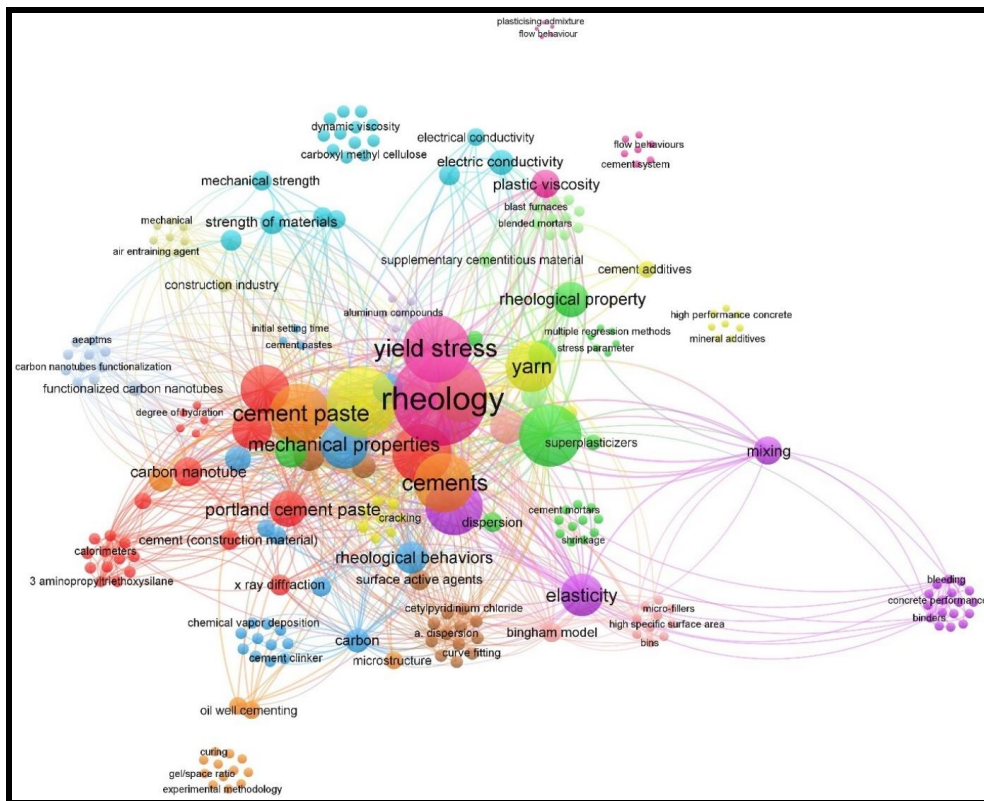 plasticising admixture
flow behaviour
dynamic viscosity
carboxyl methyl cellulose
electrical conductivity
electric conductivity
flow behaviours
cement system
mechanical strength
plastic viscosity
blast furnaces
blended mortars
mechanical
strength of materials
air entraining agent
supplementary cementitious material
cement additives
construction industry
rheological property
aluminum compounds
high performance concrete
mineral additives
initial setting time
cement pastes
multiple regression methods
stress parameter
aeaptms
carbon nanotubes functionalization
functionalized carbon nanotubes
yield stress
yarn
rheology
degree of hydration
cement paste
mechanical properties
superplasticizers
mixing
carbon nanotube
cements
portland cement paste
cracking
dispersion
cement mortars
shrinkage
cement (construction material)
calorimeters
3 aminopropyltriethoxysilane
rheological behaviors
x ray diffraction
surface active agents
elasticity
bleeding
concrete performance
binders
cetylpyridinium chloride
micro-fillers
high specific surface area
bins
chemical vapor deposition
cement clinker
carbon
a. dispersion
curve fitting
bingham model
microstructure
oil well cementing
curing
gel/space ratio
experimental methodology